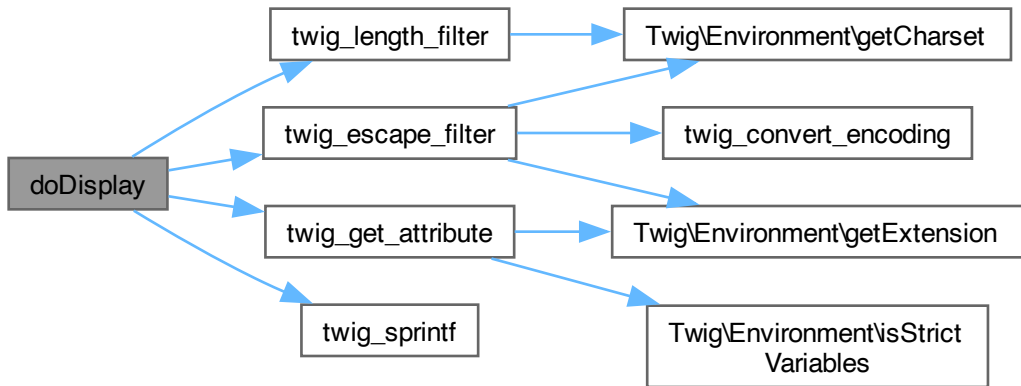 doDisplay
twig_length_filter
twig_escape_filter
twig_get_attribute
twig_sprintf
Twig\Environment\getCharset
twig_convert_encoding
Twig\Environment\getExtension
Twig\Environment\isStrict
Variables